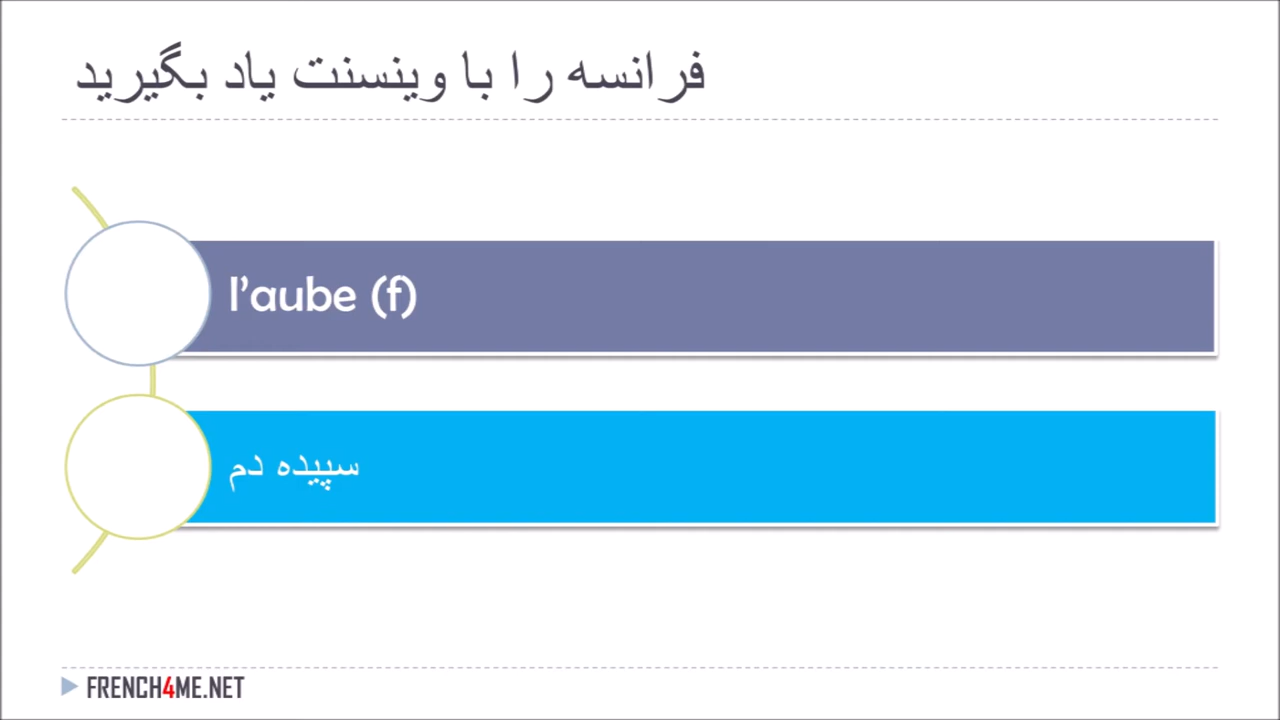 فرانسه را با وینسنت یاد بگیرید
l’aube (f)
سپیده دم
FRENCH4ME.NET